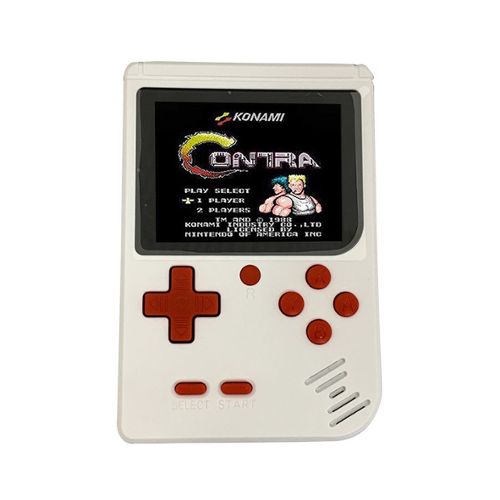 KONAMI
CONTRA
PLAY SELECT
1 PLAYER
2 PLAYERS
TM AND © 1988
KONAMI INDUSTRY CO.,LTD
LICENSED BY
NINTENDO OF AMERICA INC
R
SELECT START